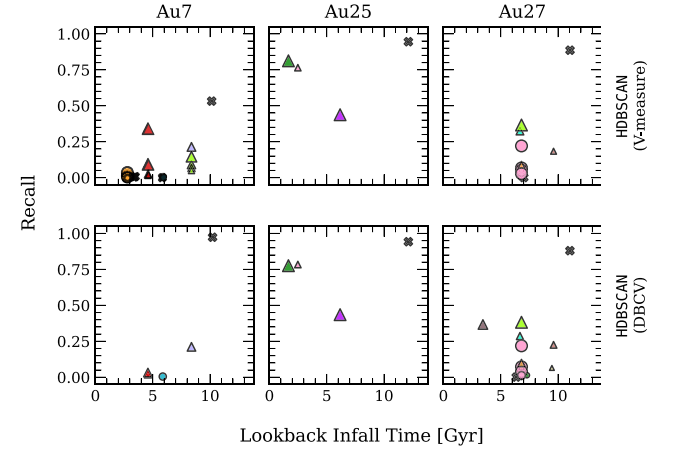 Au7 Au25 Au27
1.00
0.75
0.50
0.25
0.00
HDBSCAN
(V-measure)
Recall
1.00
0.75
0.50
0.25
0.00
HDBSCAN
(DBCV)
0 5 10 0 5 10 0 5 10
Lookback Infall Time [Gyr]